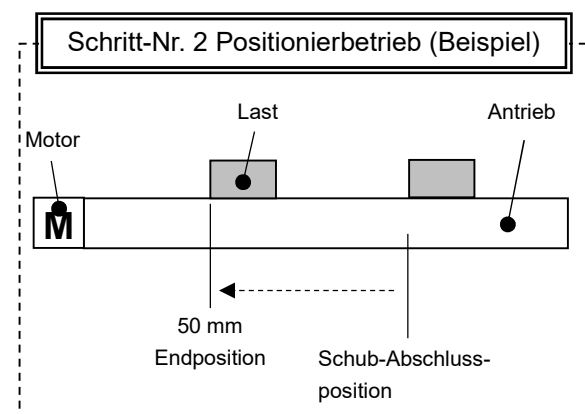 Schritt-Nr. 2 Positionierbetrieb (Beispiel)
Last
Antrieb
Motor
M
50 mm
Endposition
Schub-Abschluss-
position